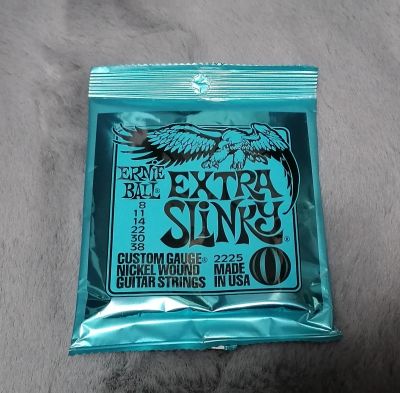 ERNIE
BALL®
EXTRA
SLINKY®
8
11
14
22
30
38
CUSTOM GAUGE®
NICKEL WOUND
GUITAR STRINGS
2225
MADE
IN USA